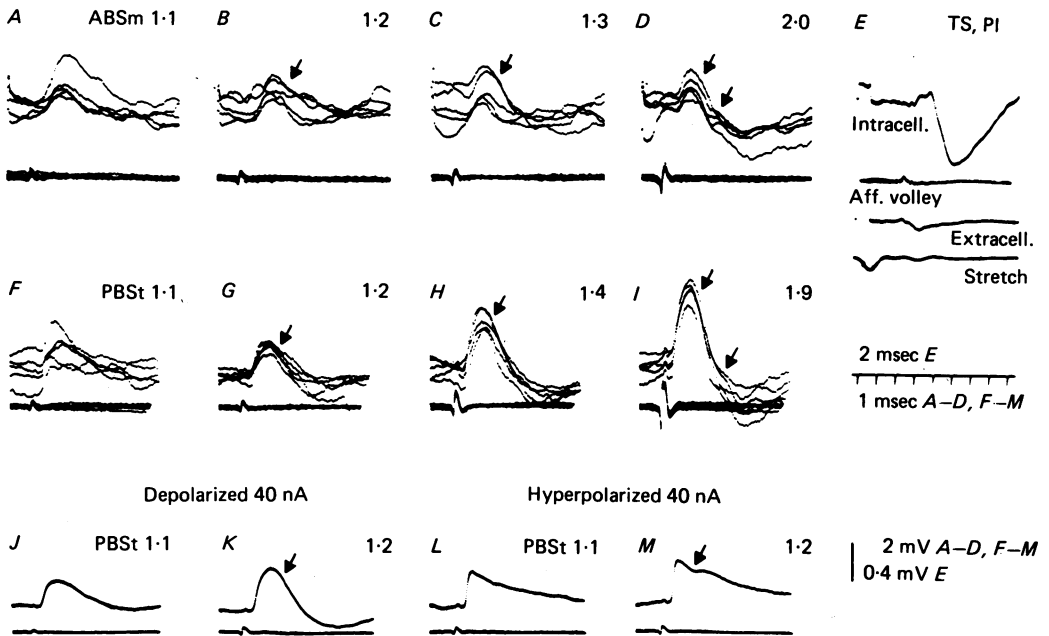 A ABSm 1·1 B 1·2 C 1·3 D 2·0 E TS, Pl
Intracell.
Aff. volley
Extracell.
Stretch
F PBSt 1·1 G 1·2 H 1·4 I 1·9
2 msec E
1 msec A–D, F–M
Depolarized 40 nA Hyperpolarized 40 nA
J PBSt 1·1 K 1·2 L PBSt 1·1 M 1·2
2 mV A–D, F–M
0·4 mV E